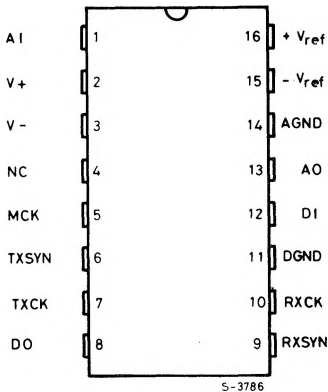 AI 1 16 + Vref
V+ 2 15 - Vref
V- 3 14 AGND
NC 4 13 AO
MCK 5 12 DI
TXSYN 6 11 DGND
TXCK 7 10 RXCK
DO 8 9 RXSYN
S-3786